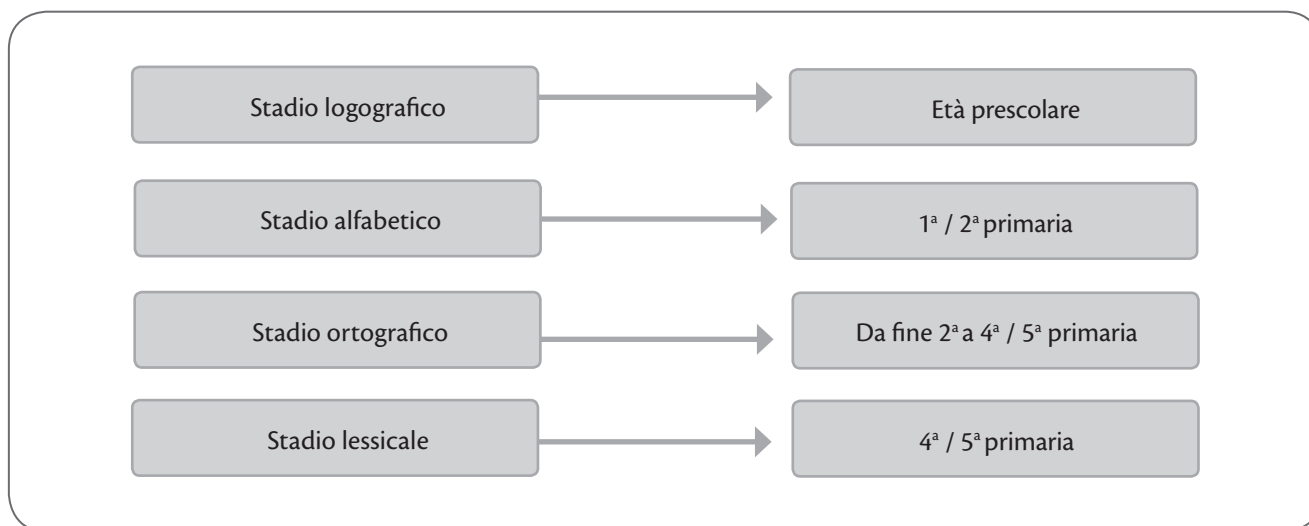 Stadio logografico
Età prescolare
Stadio alfabetico
1ª / 2ª primaria
Stadio ortografico
Da fine 2ª a 4ª / 5ª primaria
Stadio lessicale
4ª / 5ª primaria